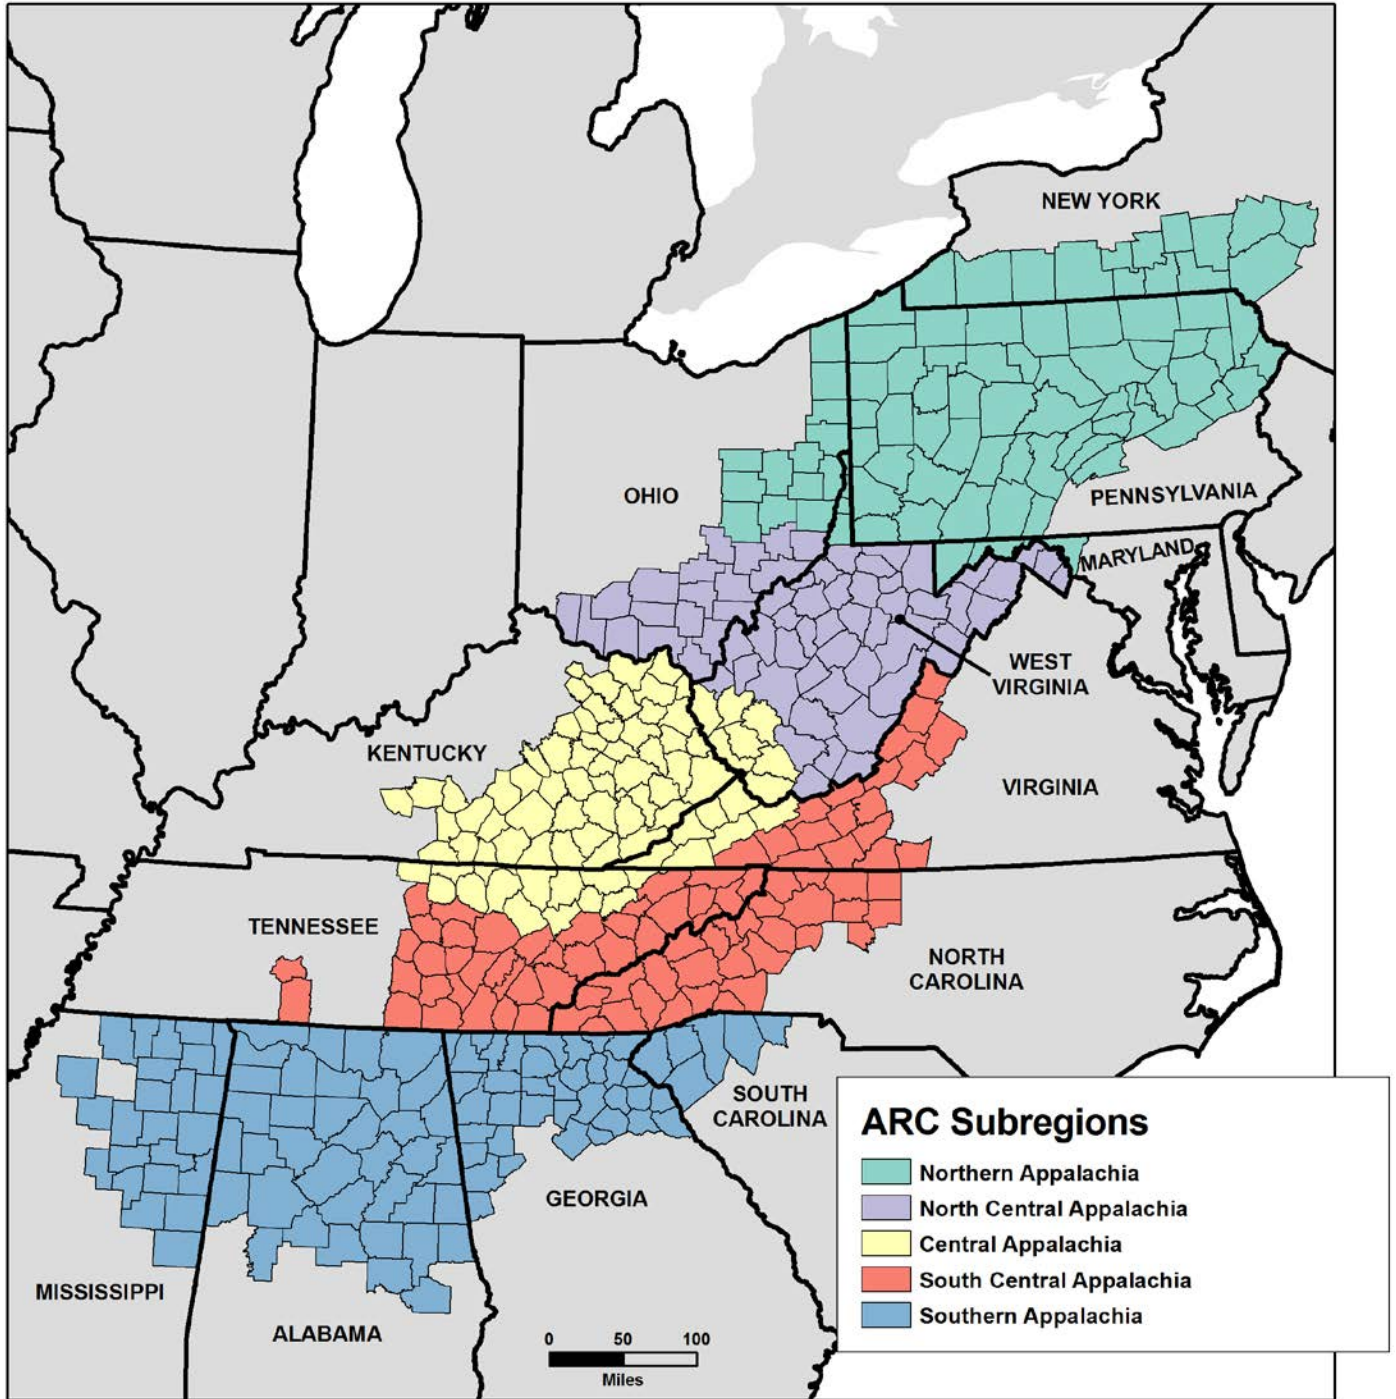 NEW YORK
OHIO
PENNSYLVANIA
MARYLAND
WEST
VIRGINIA
KENTUCKY
VIRGINIA
TENNESSEE
NORTH
CAROLINA
SOUTH
CAROLINA
GEORGIA
MISSISSIPPI
ALABAMA
0 50 100
Miles
ARC Subregions
Northern Appalachia
North Central Appalachia
Central Appalachia
South Central Appalachia
Southern Appalachia